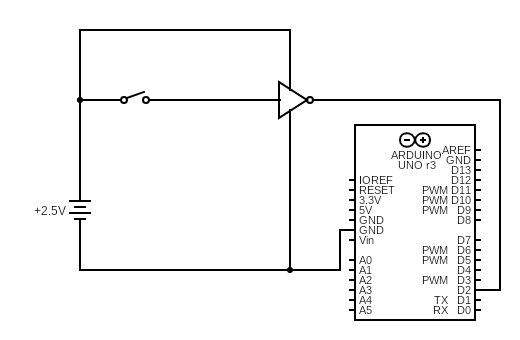 +2.5V
ARDUINO
UNO r3
IOREF
RESET
3.3V
5V
GND
GND
Vin
A0
A1
A2
A3
A4
A5
AREF
GND
D13
D12
PWM D11
PWM D10
PWM D9
D8
D7
PWM D6
PWM D5
D4
PWM D3
D2
TX D1
RX D0